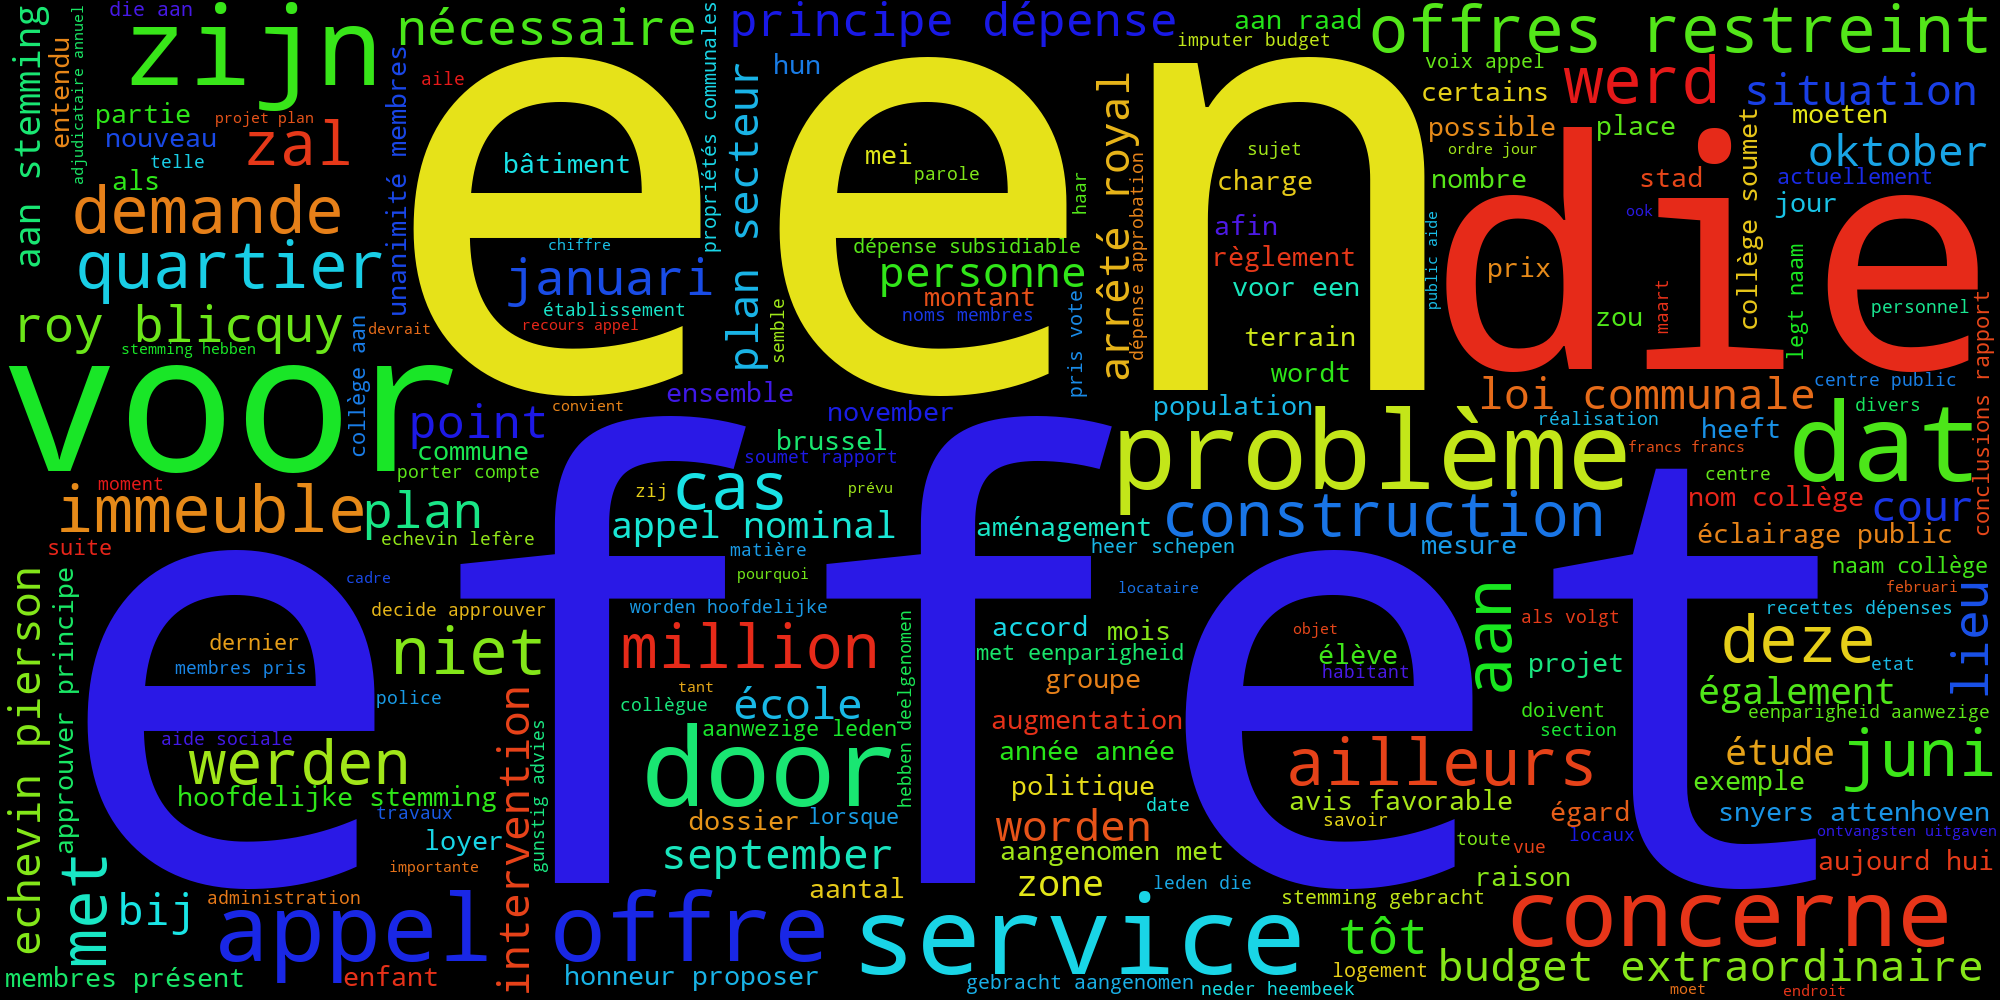 die aan
zijn
nécessaire
principe dépense
aan raad
imputer budget
offres restreint
aan stemming
entendu
adjudicataire annuel
partie
nouveau
projet plan
telle
zal
als
unanimité membres
aile
propriétés communales
hun
plan secteur
voix appel
certains
werd
situation
possible
place
moeten
ordre jour
oktober
een
die
bâtiment
mei
parole
sujet
charge
arrêté royal
dépense approbation
haar
nombre
stad
actuellement
jour
collège soumet
ook
demande
quartier
chiffre
januari
établissement
recours appel
dépense subsidiable
personne
montant
noms membres
afin
règlement
voor een
public aide
prix
terrain
wordt
zou
maart
legt naam
personnel
conclusions rapport
roy blicquy
stemming hebben
devrait
collège aan
semble
pris vote
voor
point
convient
ensemble
november
population
loi communale
centre public
réalisation
divers
heeft
francs francs
dat
commune
porter compte
brussel
soumet rapport
problème
centre
moment
immeuble
plan
zij
cas
prévu
nom collège
cour
construction
appel nominal
aménagement
éclairage public
suite
echevin lefère
matière
heer schepen
mesure
effet
cadre
pourquoi
locataire
naam collège
februari
echevin pierson
approuver principe
decide approuver
worden hoofdelijke
recettes dépenses
lieu
als volgt
aan
dernier
membres pris
niet
million
accord
mois
met eenparigheid
objet
élève
habitant
deze
projet
etat
groupe
police
tant
collègue
école
hebben deelgenomen
également
eenparigheid aanwezige
doivent
section
augmentation
aanwezige leden
aide sociale
werden
intervention
gunstig advies
door
année année
ailleurs
étude
juni
exemple
hoofdelijke stemming
politique
date
avis favorable
savoir
égard
locaux
snyers attenhoven
ontvangsten uitgaven
travaux
loyer
dossier
lorsque
worden
toute
vue
met
importante
september
aangenomen met
aujourd hui
zone
leden die
raison
aantal
stemming gebracht
bij
administration
appel offre
service
tôt
concerne
membres présent
enfant
honneur proposer
gebracht aangenomen
neder heembeek
logement
budget extraordinaire
moet
endroit